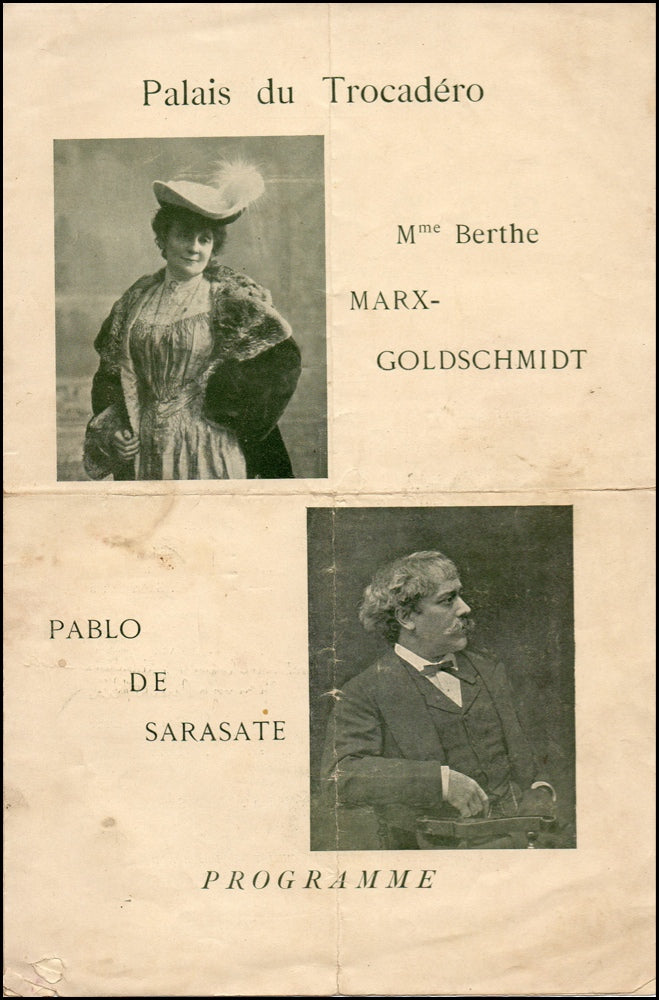 Palais du Trocadéro
Mme Berthe
MARX-
GOLDSCHMIDT
PABLO
DE
SARASATE
PROGRAMME